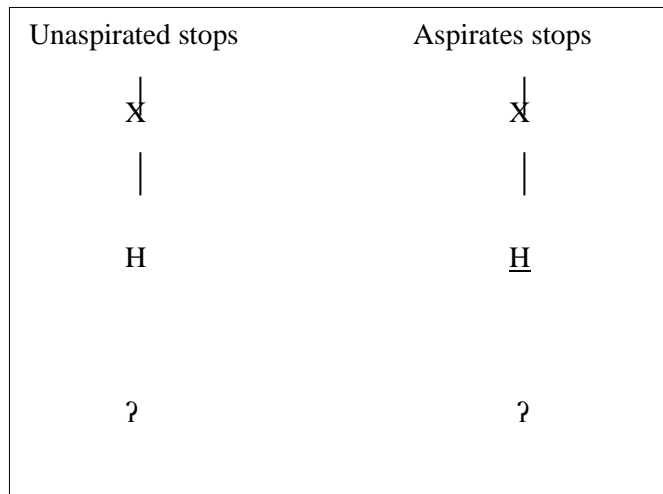 Unaspirated stops Aspirates stops
X X
H H
ʔ ʔ